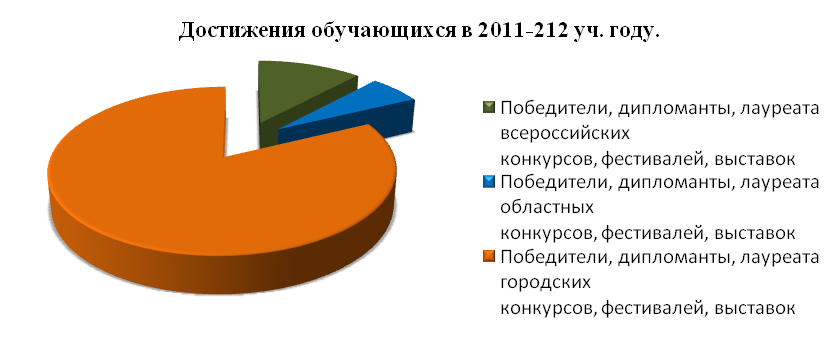 Достижения обучающихся в 2011-212 уч. году.
Победители, дипломанты, лауреата
всероссийских
конкурсов, фестивалей, выставок
Победители, дипломанты, лауреата
областных
конкурсов, фестивалей, выставок
Победители, дипломанты, лауреата
городских
конкурсов, фестивалей, выставок